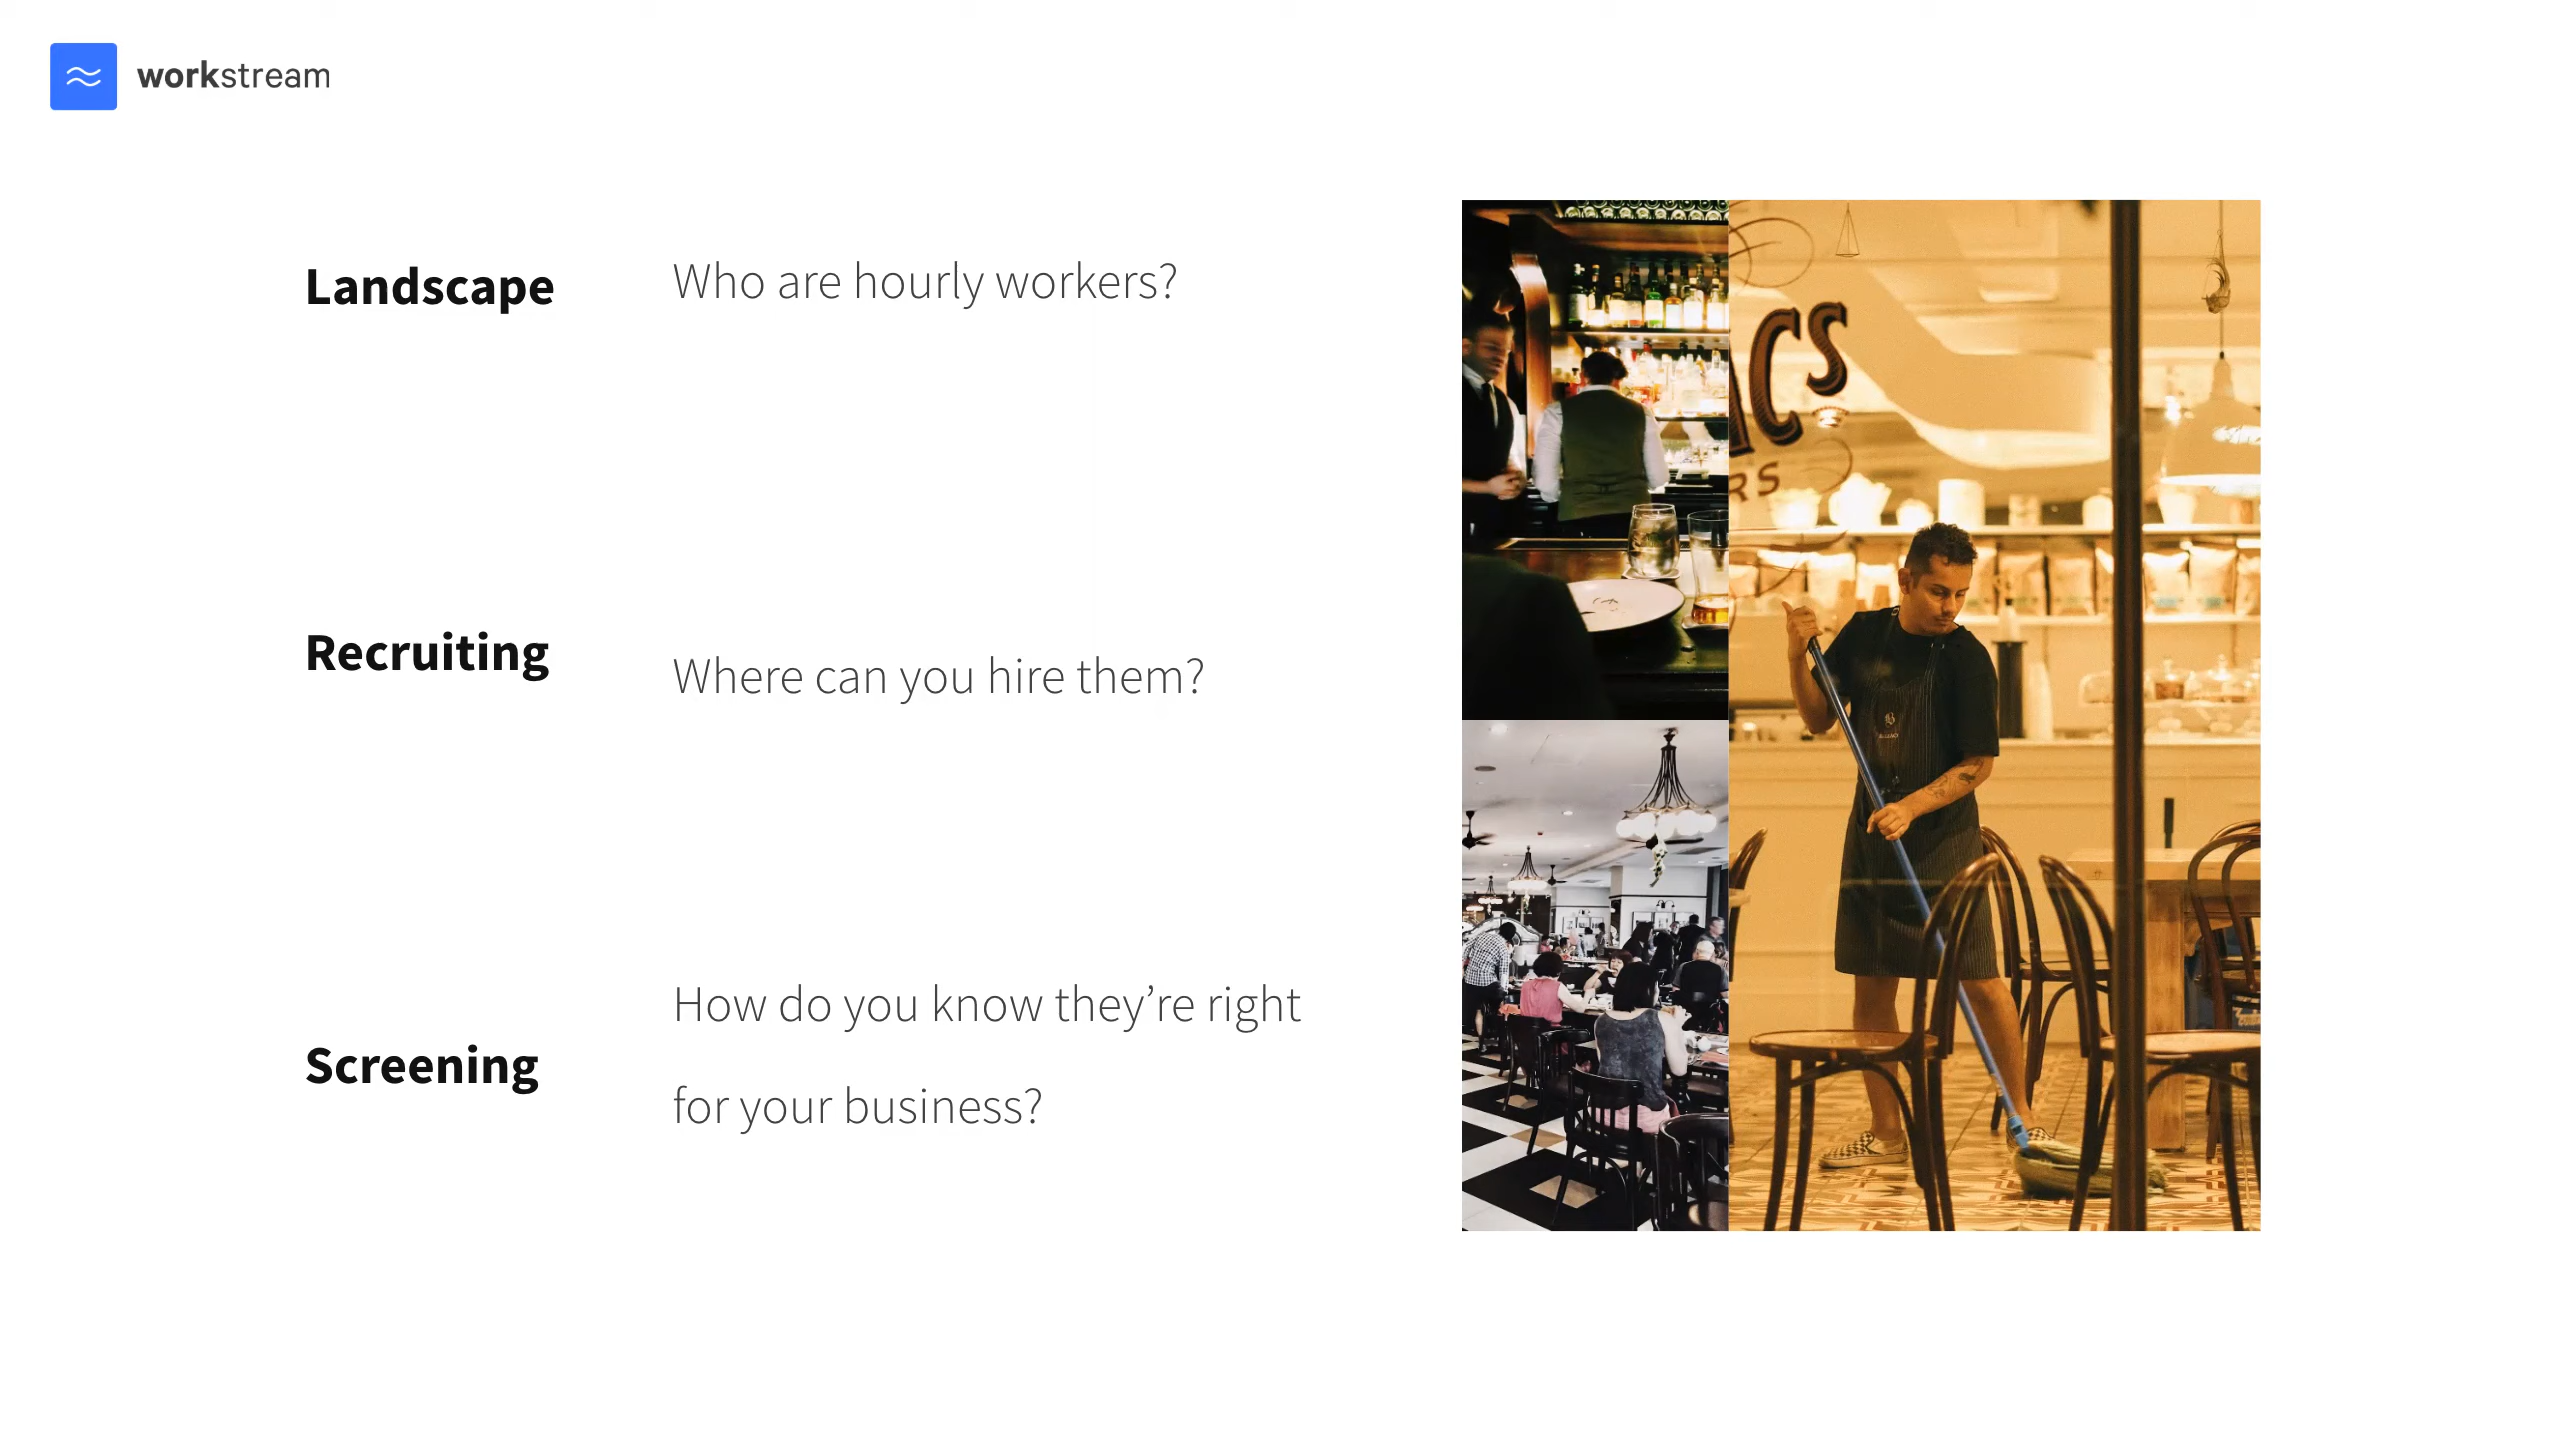 workstream
Landscape
Who are hourly workers?
Recruiting
Where can you hire them?
Screening
How do you know they’re right
for your business?